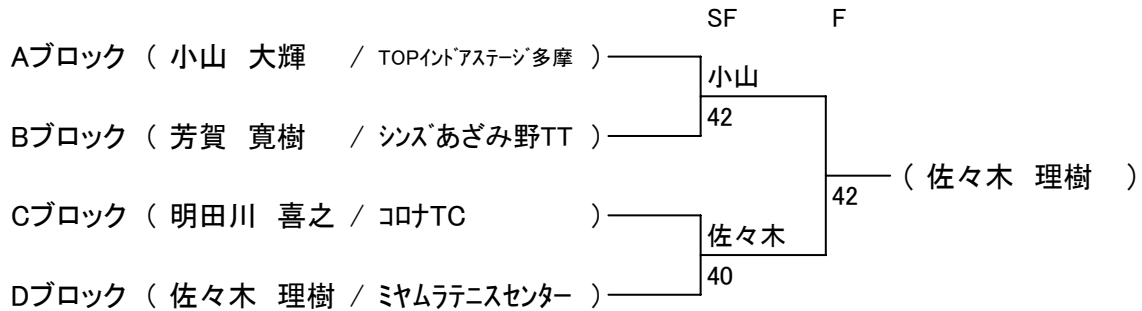 SF F
Aブロック ( 小山 大輝 / TOPｲﾝﾄﾞｱｽﾃｰｼﾞ多摩 )
小山
42
Bブロック ( 芳賀 寛樹 / ｼﾝｽﾞあざみ野TT )
( 佐々木 理樹 )
42
Cブロック ( 明田川 喜之 / ｺﾛﾅTC )
佐々木
40
Dブロック ( 佐々木 理樹 / ﾐﾔﾑﾗﾃﾆｽｾﾝﾀｰ )